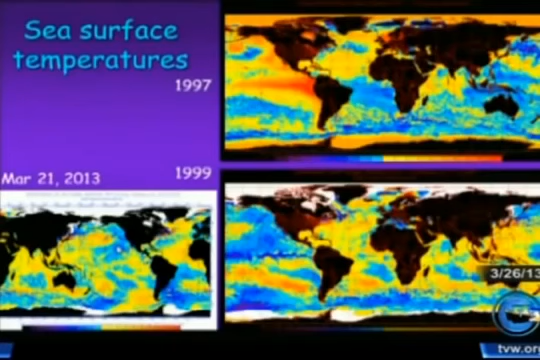 Sea surface
temperatures
1997
1999
Mar 21, 2013
3/26/13
tvw.org